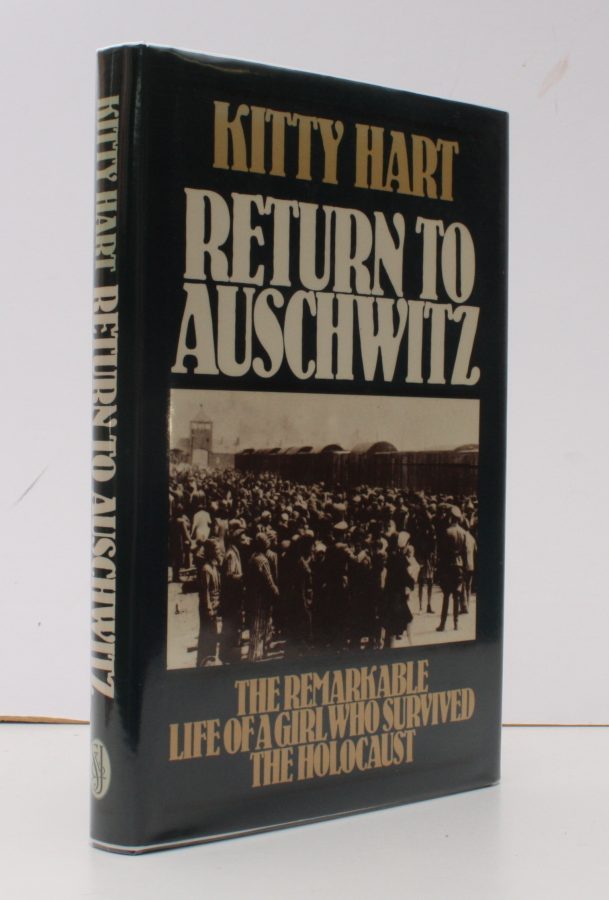 KITTY HART RETURN TO AUSCHWITZ
KITTY HART
RETURN TO
AUSCHWITZ
THE REMARKABLE
LIFE OF A GIRL WHO SURVIVED
THE HOLOCAUST